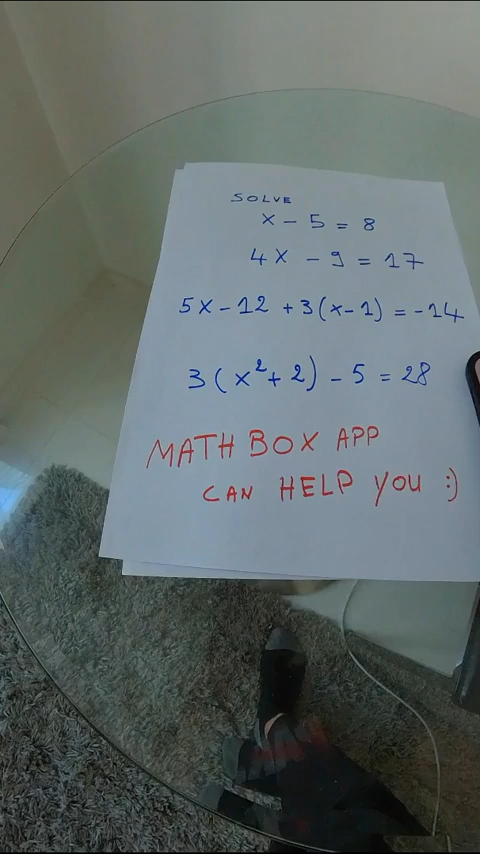 SOLVE
x - 5 = 8
4x - 9 = 17
5x - 12 + 3(x - 1) = -14
3(x² + 2) - 5 = 28
MATH BOX APP
CAN HELP YOU :)